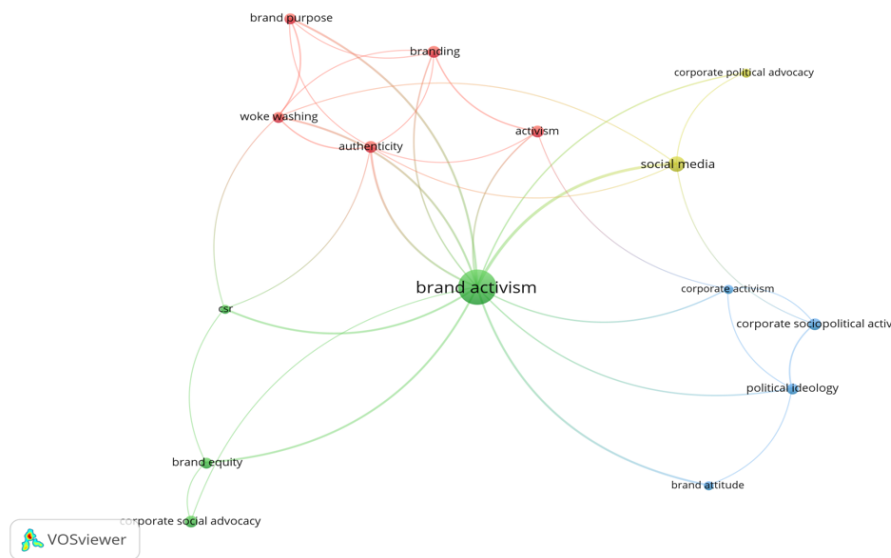 brand purpose
branding
corporate political advocacy
woke washing
activism
authenticity
social media
brand activism
corporate activism
csr
corporate sociopolitical activ
political ideology
brand equity
brand attitude
corporate social advocacy
VOSviewer